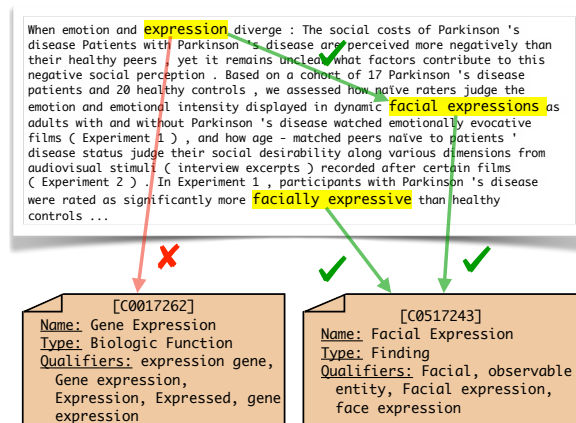 When emotion and expression diverge : The social costs of Parkinson 's
disease Patients with Parkinson 's disease are perceived more negatively than
their healthy peers , yet it remains unclear what factors contribute to this
negative social perception . Based on a cohort of 17 Parkinson 's disease
patients and 20 healthy controls , we assessed how naïve raters judge the
emotion and emotional intensity displayed in dynamic facial expressions as
adults with and without Parkinson 's disease watched emotionally evocative
films ( Experiment 1 ) , and how age - matched peers naïve to patients '
disease status judge their social desirability along various dimensions from
audiovisual stimuli ( interview excerpts ) recorded after certain films
( Experiment 2 ) . In Experiment 1 , participants with Parkinson 's disease
were rated as significantly more facially expressive than healthy
controls ...
[C0017262]
Name: Gene Expression
Type: Biologic Function
Qualifiers: expression gene,
Gene expression,
Expression, Expressed, gene
expression
[C0517243]
Name: Facial Expression
Type: Finding
Qualifiers: Facial, observable
entity, Facial expression,
face expression